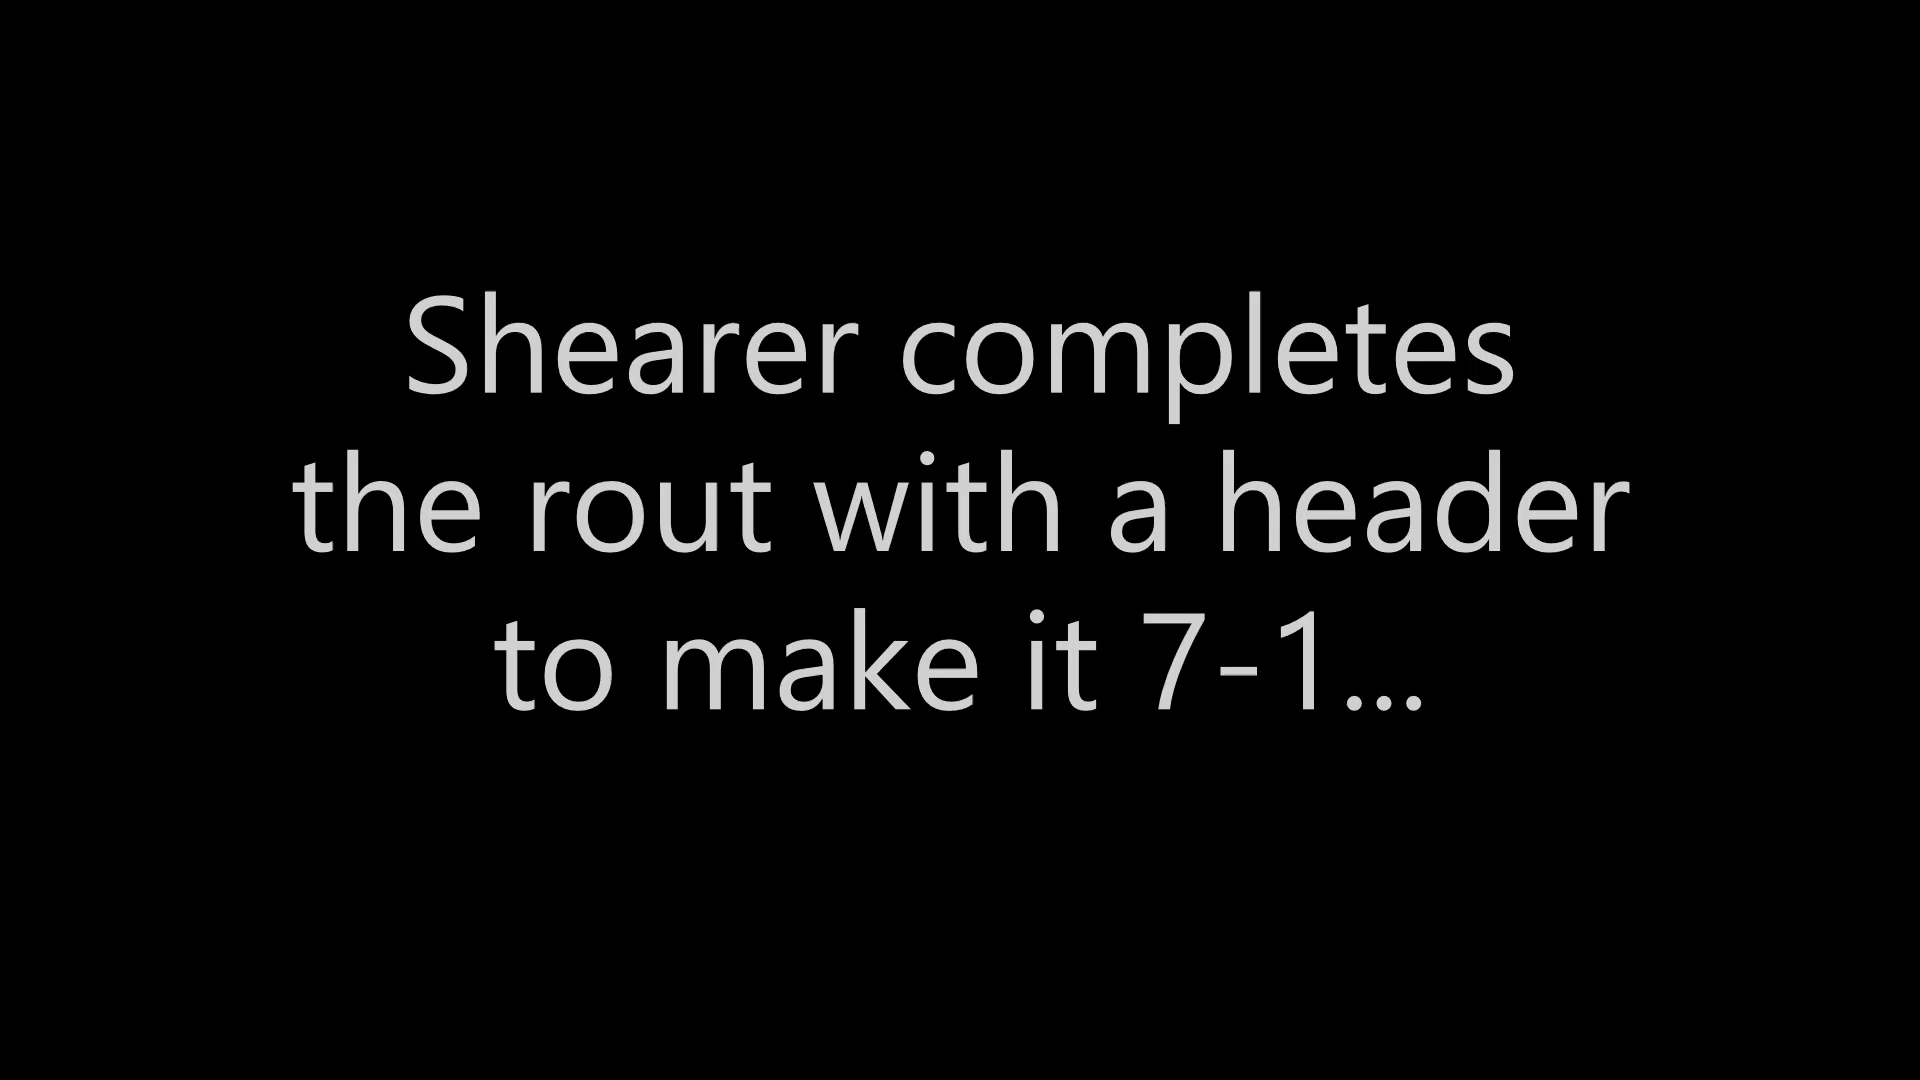 Shearer completes
the rout with a header
to make it 7-1...